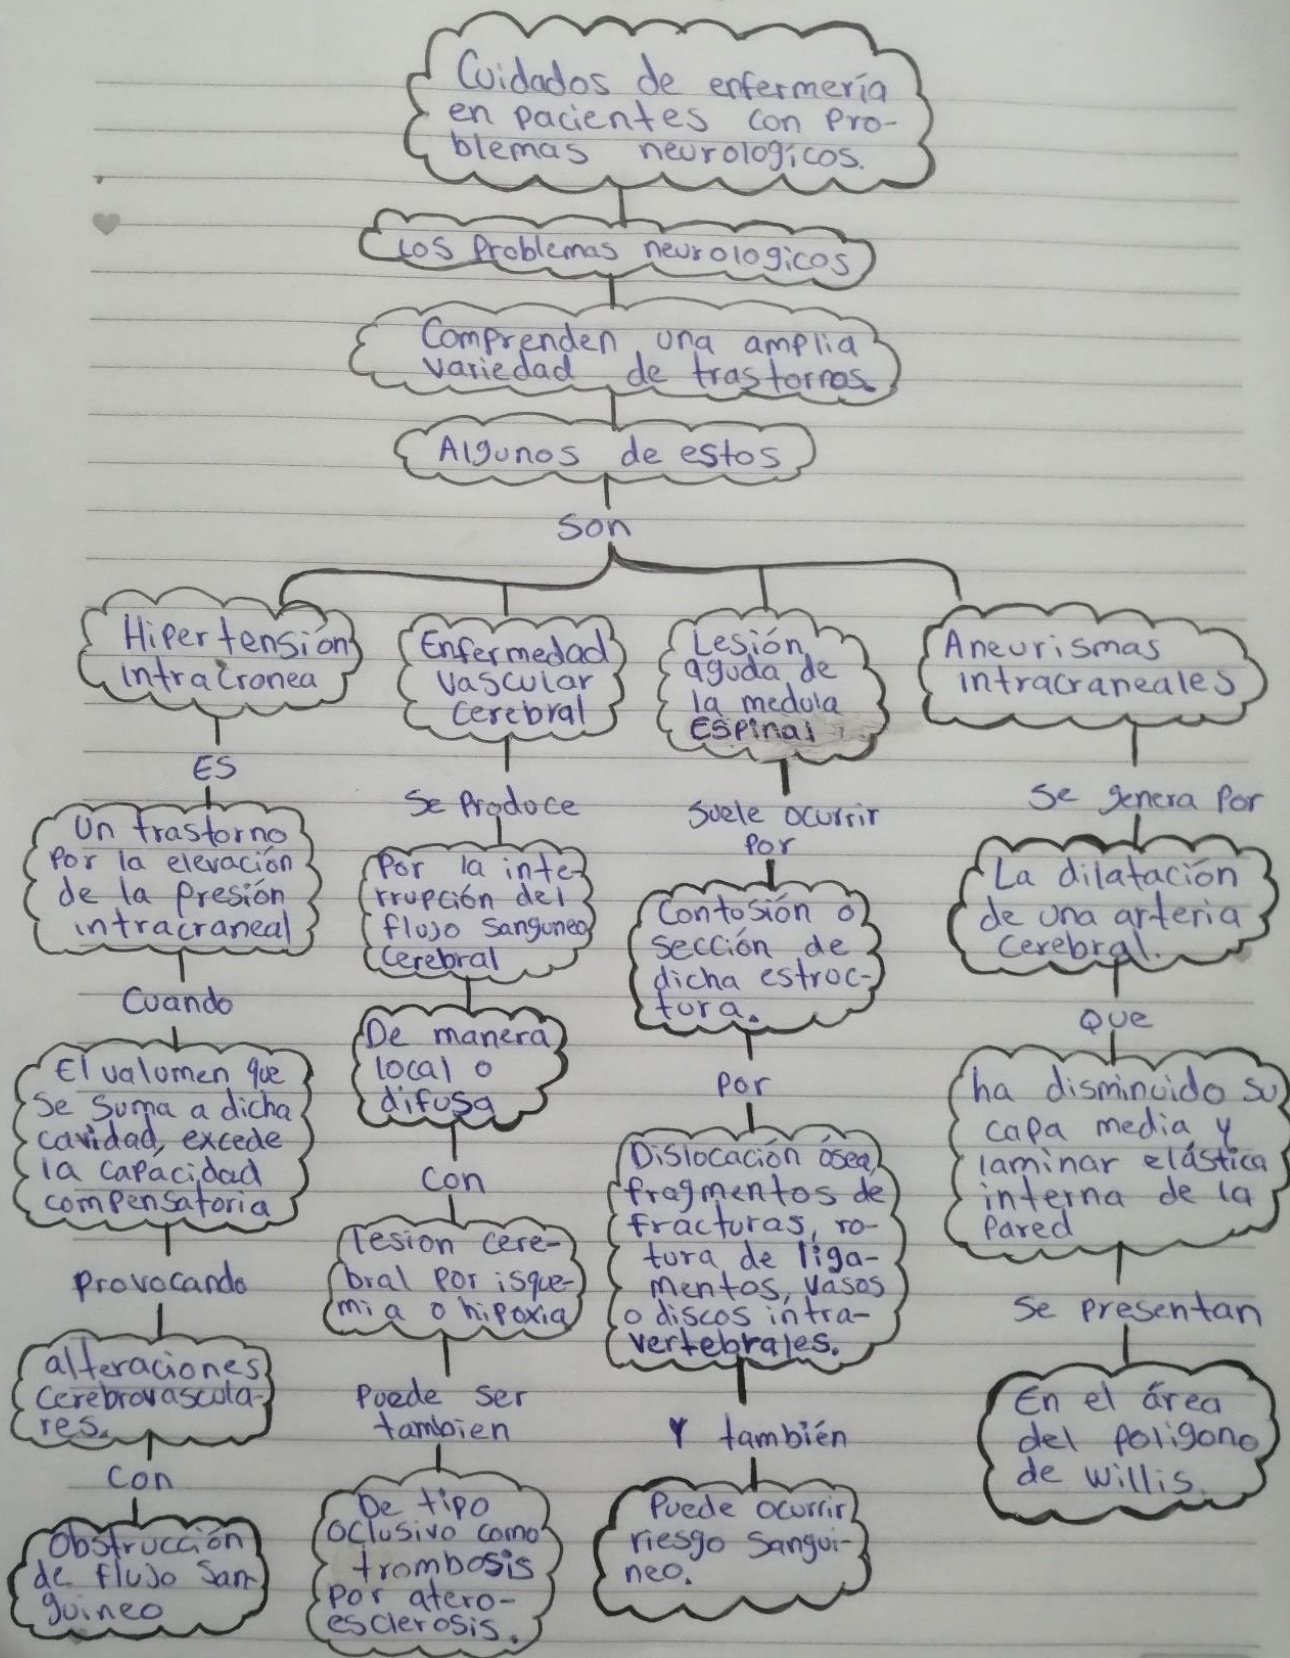 Cuidados de enfermería
en pacientes con pro-
blemas neurologicos.
Los problemas neurologicos
Comprenden una amplia
variedad de trastornos.
Algunos de estos
son
Hipertensión
intracronea
ES
Un trastorno
por la elevación
de la presión
intracraneal
Cuando
El valumen que
se suma a dicha
cavidad, excede
la capacidad
compensatoria
provocando
alteraciones
cerebrovascula-
res.
con
Obstrucción
de flujo san-
guineo
Enfermedad
vascular
cerebral
Se Produce
Por la inte-
rrupción del
flujo sanguneo
cerebral
De manera
local o
difusa
con
lesion cere-
bral por isque-
mia o hipoxia
Puede ser
tambien
De tipo
oclusivo como
trombosis
por atero-
esclerosis.
Lesión
aguda de
la medula
Espinal
suele ocurrir
por
Contusión o
sección de
dicha estruc-
tura.
por
Dislocación ósea,
fragmentos de
fracturas, ro-
tura de liga-
mentos, vasos
o discos intra-
vertebrales.
Y también
Puede ocurrir
riesgo sangui-
neo.
Aneurismas
intracraneales
Se genera por
La dilatación
de una arteria
cerebral.
que
ha disminuido su
capa media y
laminar elástica
interna de la
pared
se presentan
En el área
del poligono
de willis.